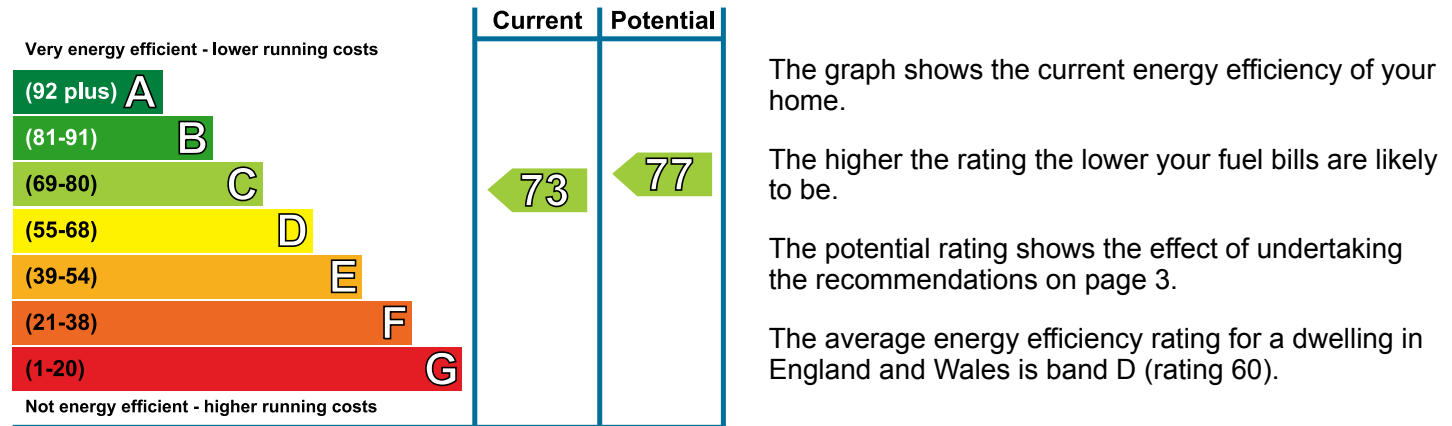 Current Potential
Very energy efficient - lower running costs
(92 plus) A
(81-91) B
(69-80) C
(55-68) D
(39-54) E
(21-38) F
(1-20) G
Not energy efficient - higher running costs
73
77
The graph shows the current energy efficiency of your
home.
The higher the rating the lower your fuel bills are likely
to be.
The potential rating shows the effect of undertaking
the recommendations on page 3.
The average energy efficiency rating for a dwelling in
England and Wales is band D (rating 60).